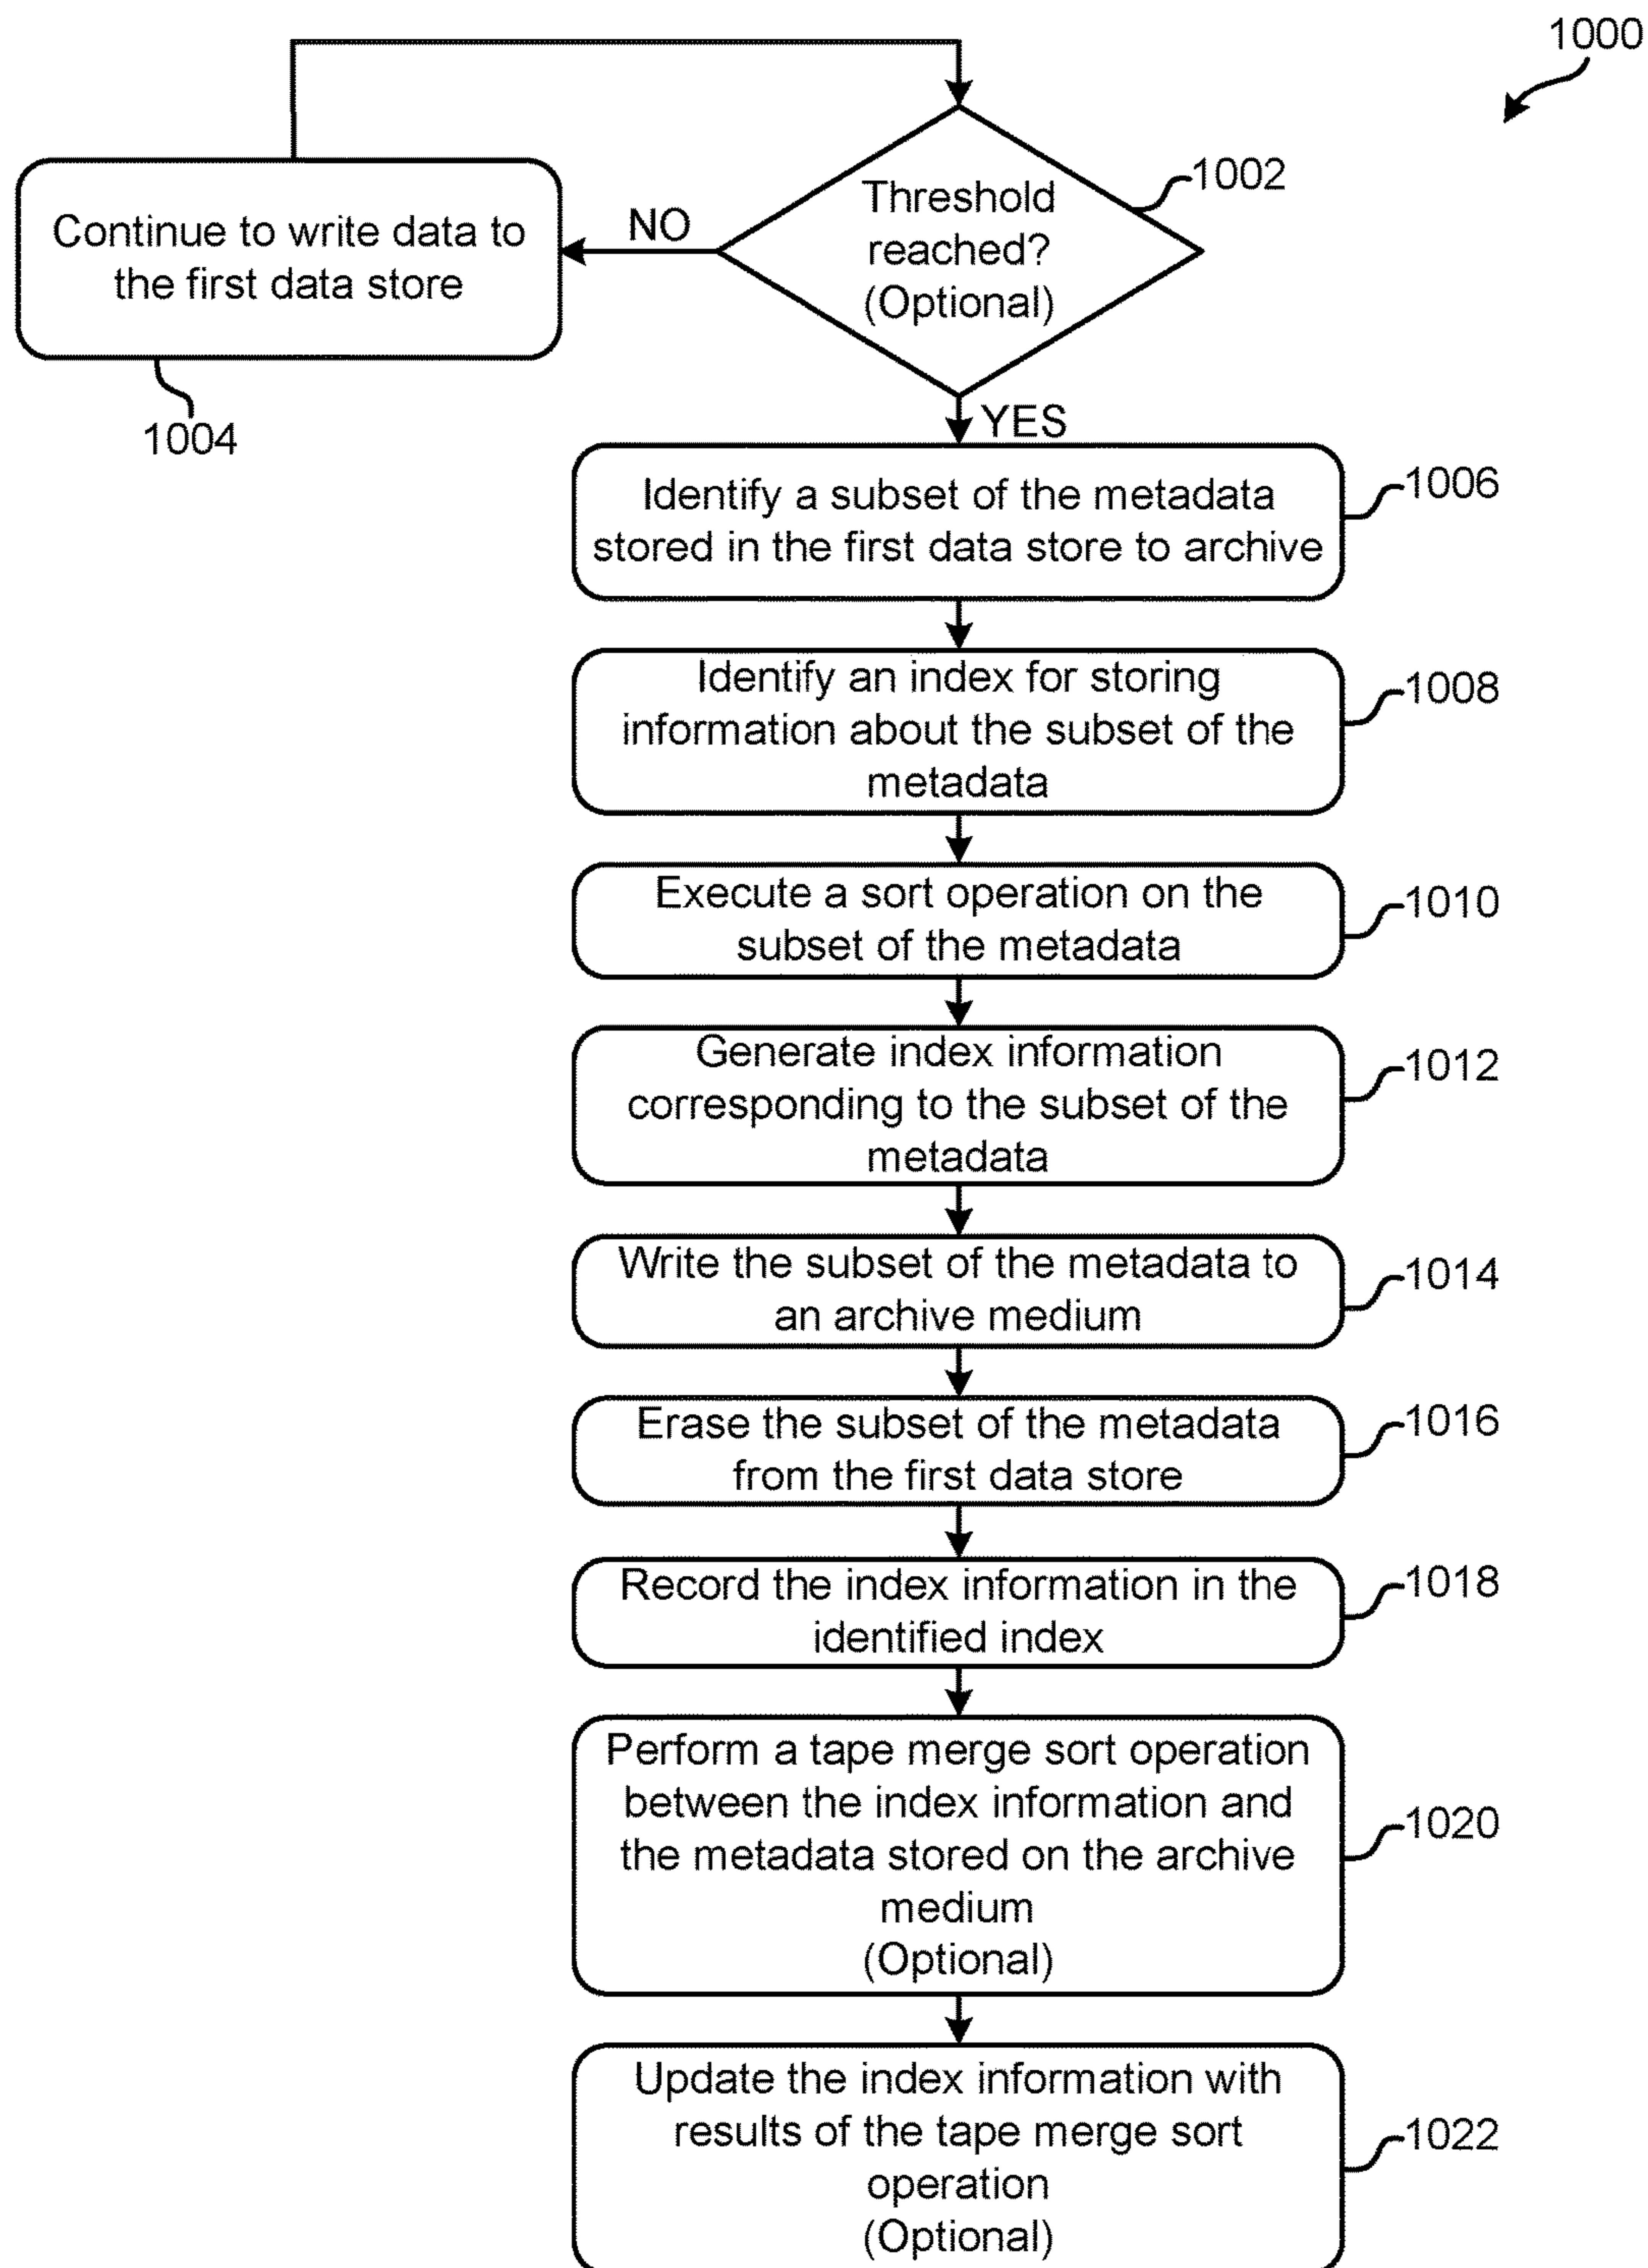 1000
Threshold
reached?
(Optional)
1002
NO
Continue to write data to
the first data store
1004
YES
Identify a subset of the metadata
stored in the first data store to archive
1006
Identify an index for storing
information about the subset of the
metadata
1008
Execute a sort operation on the
subset of the metadata
1010
Generate index information
corresponding to the subset of the
metadata
1012
Write the subset of the metadata to
an archive medium
1014
Erase the subset of the metadata
from the first data store
1016
Record the index information in the
identified index
1018
Perform a tape merge sort operation
between the index information and
the metadata stored on the archive
medium
(Optional)
1020
Update the index information with
results of the tape merge sort
operation
(Optional)
1022